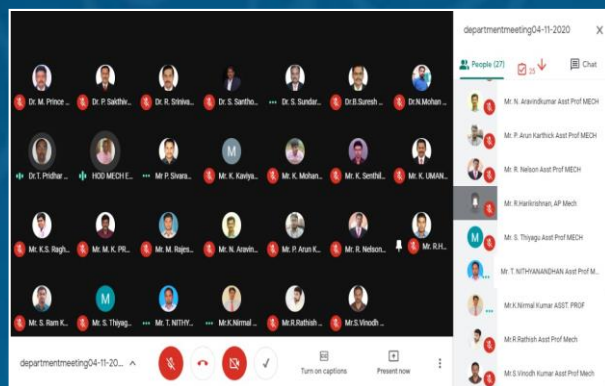 departmentmeeting04-11-2020
People (27)
25
Chat
Dr. M. Prince ...
Dr. P. Sakthiv...
Dr. R. Sriniva...
Dr. S. Santho...
Dr. S. Sundar...
Dr.B.Suresh ...
Dr.N.Mohan ...
Dr.T. Pridhar ...
HOD MECH E...
Mr P. Sivara...
M
Mr. K. Kaviya...
Mr. K. Mohan...
Mr. K. Senthil...
Mr. K. UMAN...
Mr. K.S. Ragh...
Mr. M. K. PR...
Mr. M. Rajes...
Mr. N. Aravin...
Mr. P. Arun K...
Mr. R. Nelson...
Mr. R.H...
Mr. S. Ram K...
M
Mr. S. Thiyag...
Mr. T. NITHY...
Mr.K.Nirmal ...
Mr.R.Rathish ...
Mr.S.Vinodh ...
Mr. N. Aravindkumar Asst Prof MECH
Mr. P. Arun Karthick Asst Prof MECH
Mr. R. Nelson Asst Prof MECH
Mr. R.Harikrishnan, AP Mech
M
Mr. S. Thiyagu Asst Prof MECH
Mr. T. NITHYANANDHAN Asst Prof M...
Mr.K.Nirmal Kumar ASST. PROF
Mr.R.Rathish Asst Prof Mech
Mr.S.Vinodh Kumar Asst Prof Mech
departmentmeeting04-11-20...
Turn on captions
Present now